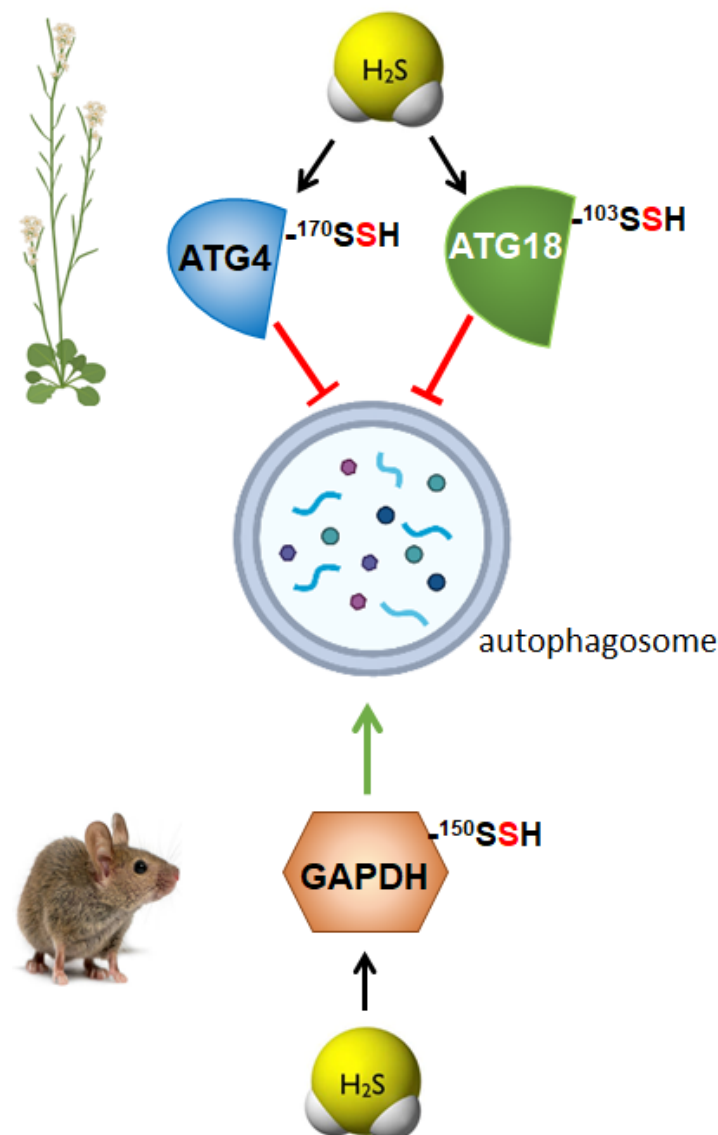 H₂S
-¹⁷⁰SSH
-¹⁰³SSH
ATG4
ATG18
autophagosome
-¹⁵⁰SSH
GAPDH
H₂S